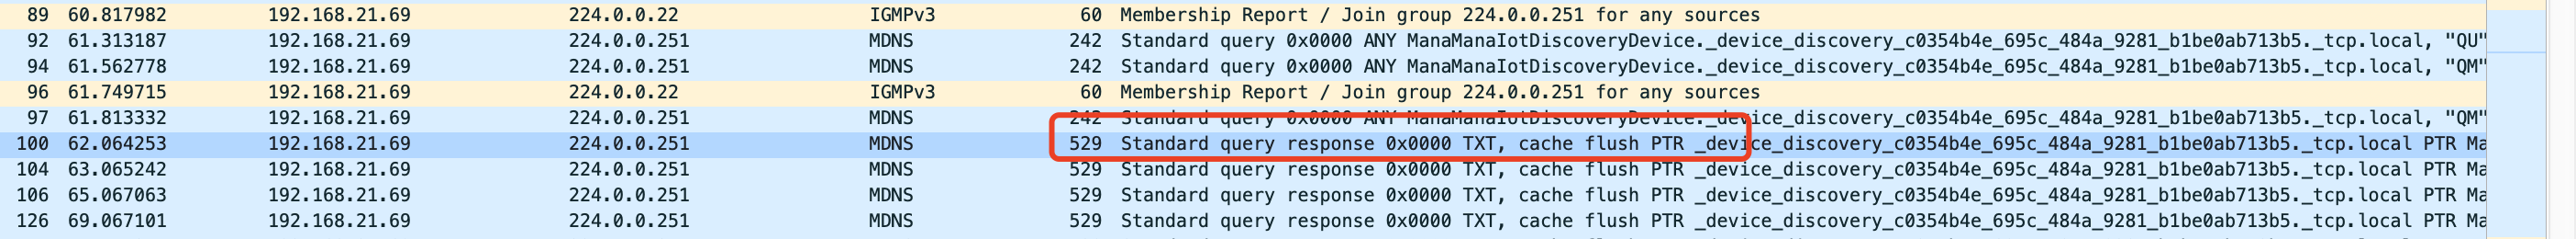 89 60.817982 192.168.21.69 224.0.0.22 IGMPv3 60 Membership Report / Join group 224.0.0.251 for any sources
92 61.313187 192.168.21.69 224.0.0.251 MDNS 242 Standard query 0x0000 ANY ManaManaIotDiscoveryDevice._device_discovery_c0354b4e_695c_484a_9281_b1be0ab713b5._tcp.local, "QU"
94 61.562778 192.168.21.69 224.0.0.251 MDNS 242 Standard query 0x0000 ANY ManaManaIotDiscoveryDevice._device_discovery_c0354b4e_695c_484a_9281_b1be0ab713b5._tcp.local, "QM"
96 61.749715 192.168.21.69 224.0.0.22 IGMPv3 60 Membership Report / Join group 224.0.0.251 for any sources
97 61.813332 192.168.21.69 224.0.0.251 MDNS 242 Standard query 0x0000 ANY ManaManaIotDiscoveryDevice._device_discovery_c0354b4e_695c_484a_9281_b1be0ab713b5._tcp.local, "QM"
100 62.064253 192.168.21.69 224.0.0.251 MDNS 529 Standard query response 0x0000 TXT, cache flush PTR _device_discovery_c0354b4e_695c_484a_9281_b1be0ab713b5._tcp.local PTR Ma
104 63.065242 192.168.21.69 224.0.0.251 MDNS 529 Standard query response 0x0000 TXT, cache flush PTR _device_discovery_c0354b4e_695c_484a_9281_b1be0ab713b5._tcp.local PTR Ma
106 65.067063 192.168.21.69 224.0.0.251 MDNS 529 Standard query response 0x0000 TXT, cache flush PTR _device_discovery_c0354b4e_695c_484a_9281_b1be0ab713b5._tcp.local PTR Ma
126 69.067101 192.168.21.69 224.0.0.251 MDNS 529 Standard query response 0x0000 TXT, cache flush PTR _device_discovery_c0354b4e_695c_484a_9281_b1be0ab713b5._tcp.local PTR Ma